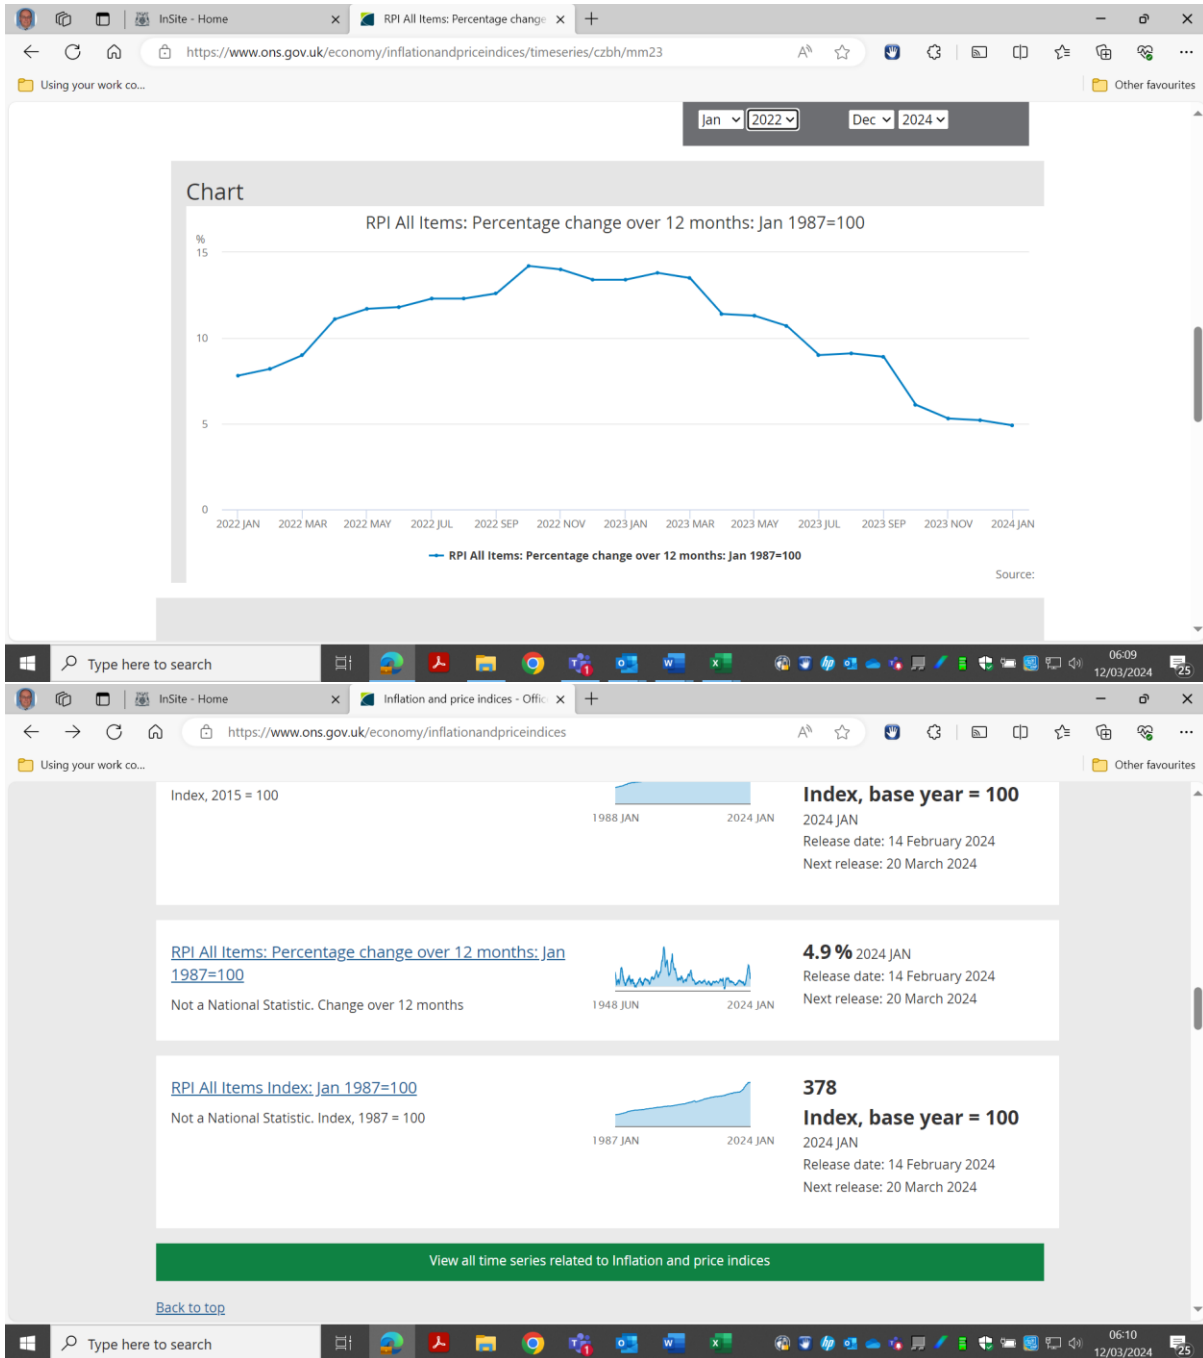 InSite - Home
RPI All Items: Percentage change
https://www.ons.gov.uk/economy/inflationandpriceindices/timeseries/czbh/mm23
Using your work co...
Other favourites
Jan 2022 Dec 2024
Chart
RPI All Items: Percentage change over 12 months: Jan 1987=100
%
15
10
5
0
2022 JAN 2022 MAR 2022 MAY 2022 JUL 2022 SEP 2022 NOV 2023 JAN 2023 MAR 2023 MAY 2023 JUL 2023 SEP 2023 NOV 2024 JAN
RPI All Items: Percentage change over 12 months: Jan 1987=100
Source:
Type here to search
06:09
12/03/2024
25
InSite - Home
Inflation and price indices - Offic
https://www.ons.gov.uk/economy/inflationandpriceindices
Using your work co...
Other favourites
Index, 2015 = 100
1988 JAN 2024 JAN
Index, base year = 100
2024 JAN
Release date: 14 February 2024
Next release: 20 March 2024
RPI All Items: Percentage change over 12 months: Jan
1987=100
Not a National Statistic. Change over 12 months
1948 JUN 2024 JAN
4.9 % 2024 JAN
Release date: 14 February 2024
Next release: 20 March 2024
RPI All Items Index: Jan 1987=100
Not a National Statistic. Index, 1987 = 100
1987 JAN 2024 JAN
378
Index, base year = 100
2024 JAN
Release date: 14 February 2024
Next release: 20 March 2024
View all time series related to Inflation and price indices
Back to top
Type here to search
06:10
12/03/2024
25